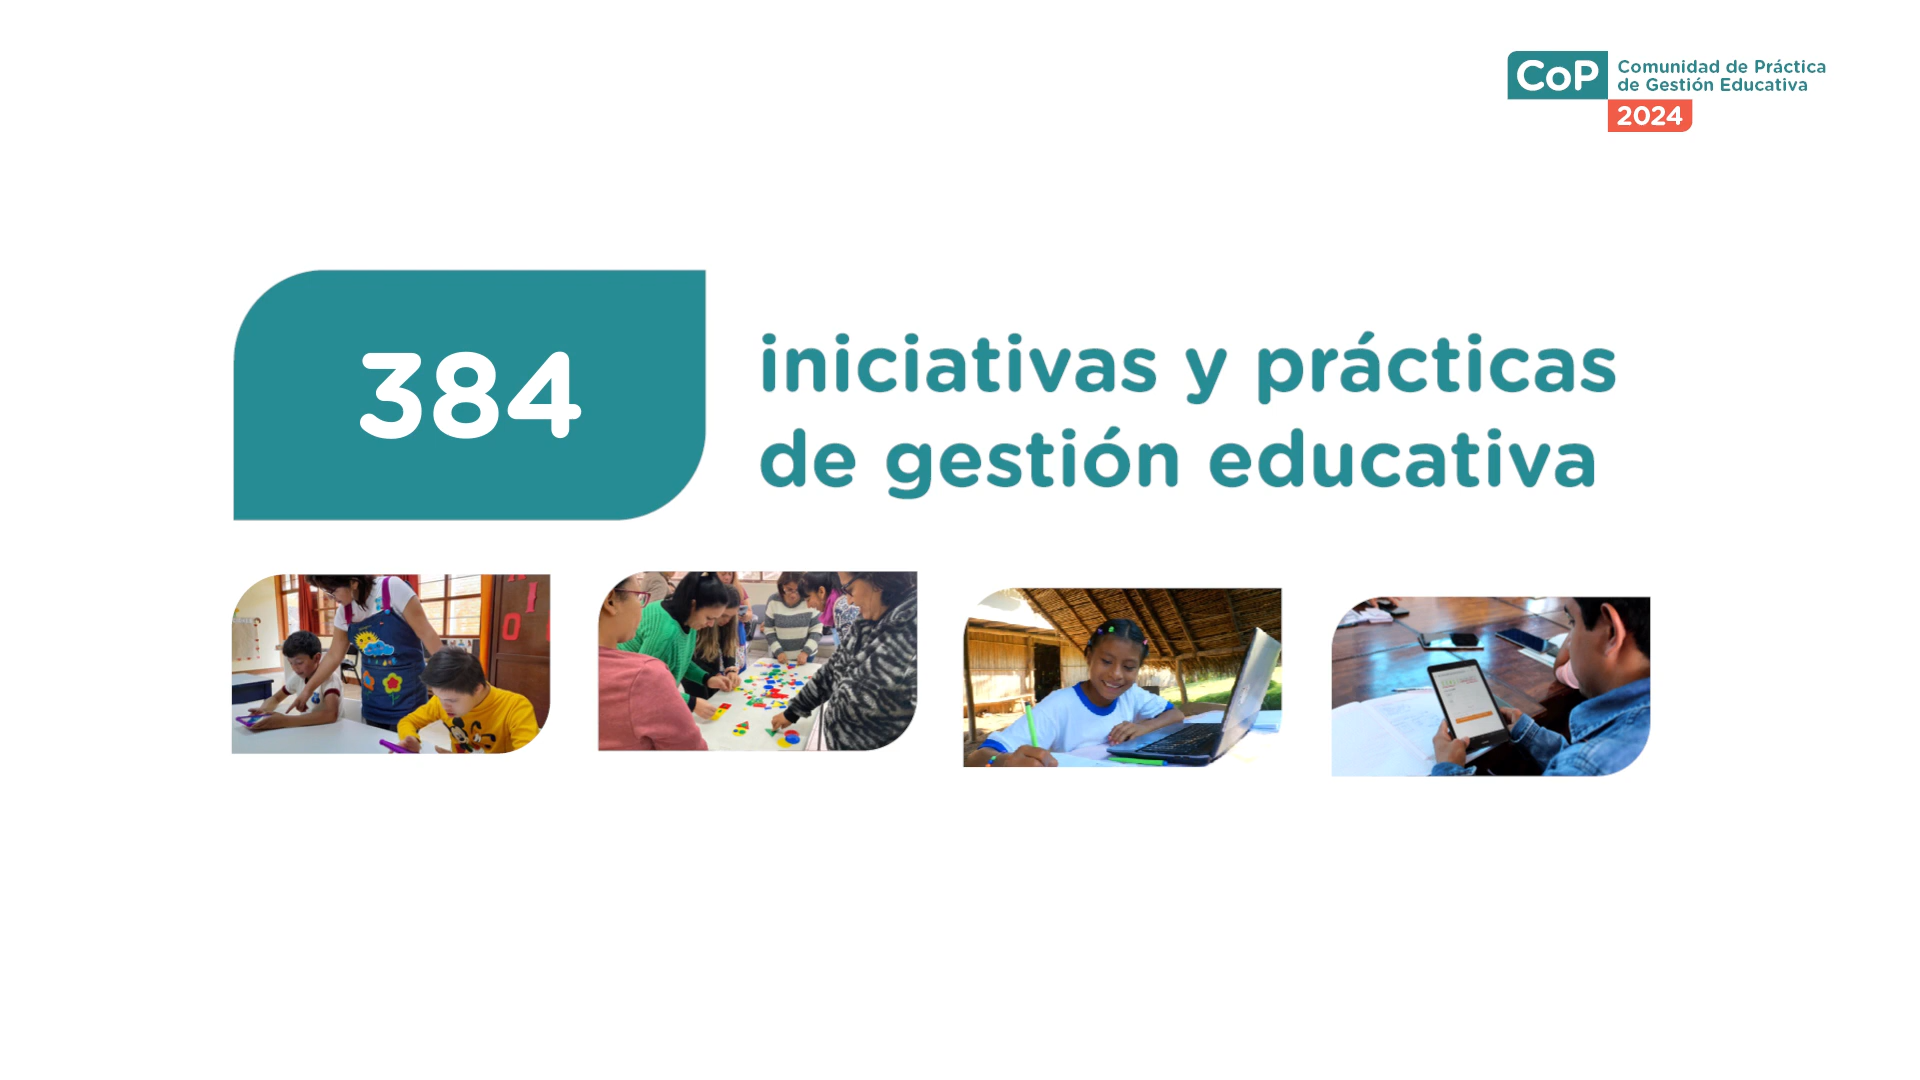 CoP
Comunidad de Práctica
de Gestión Educativa
2024
384
iniciativas y prácticas
de gestión educativa